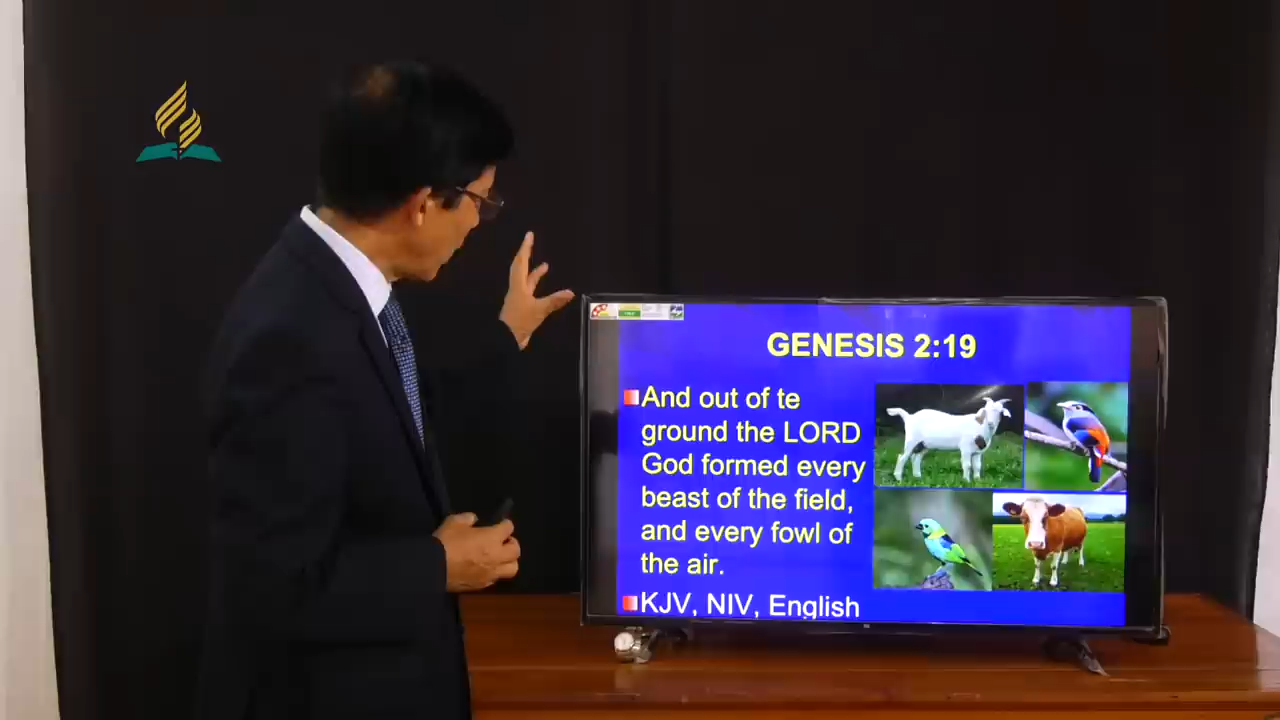 GENESIS 2:19
And out of te
ground the LORD
God formed every
beast of the field,
and every fowl of
the air.
KJV, NIV, English